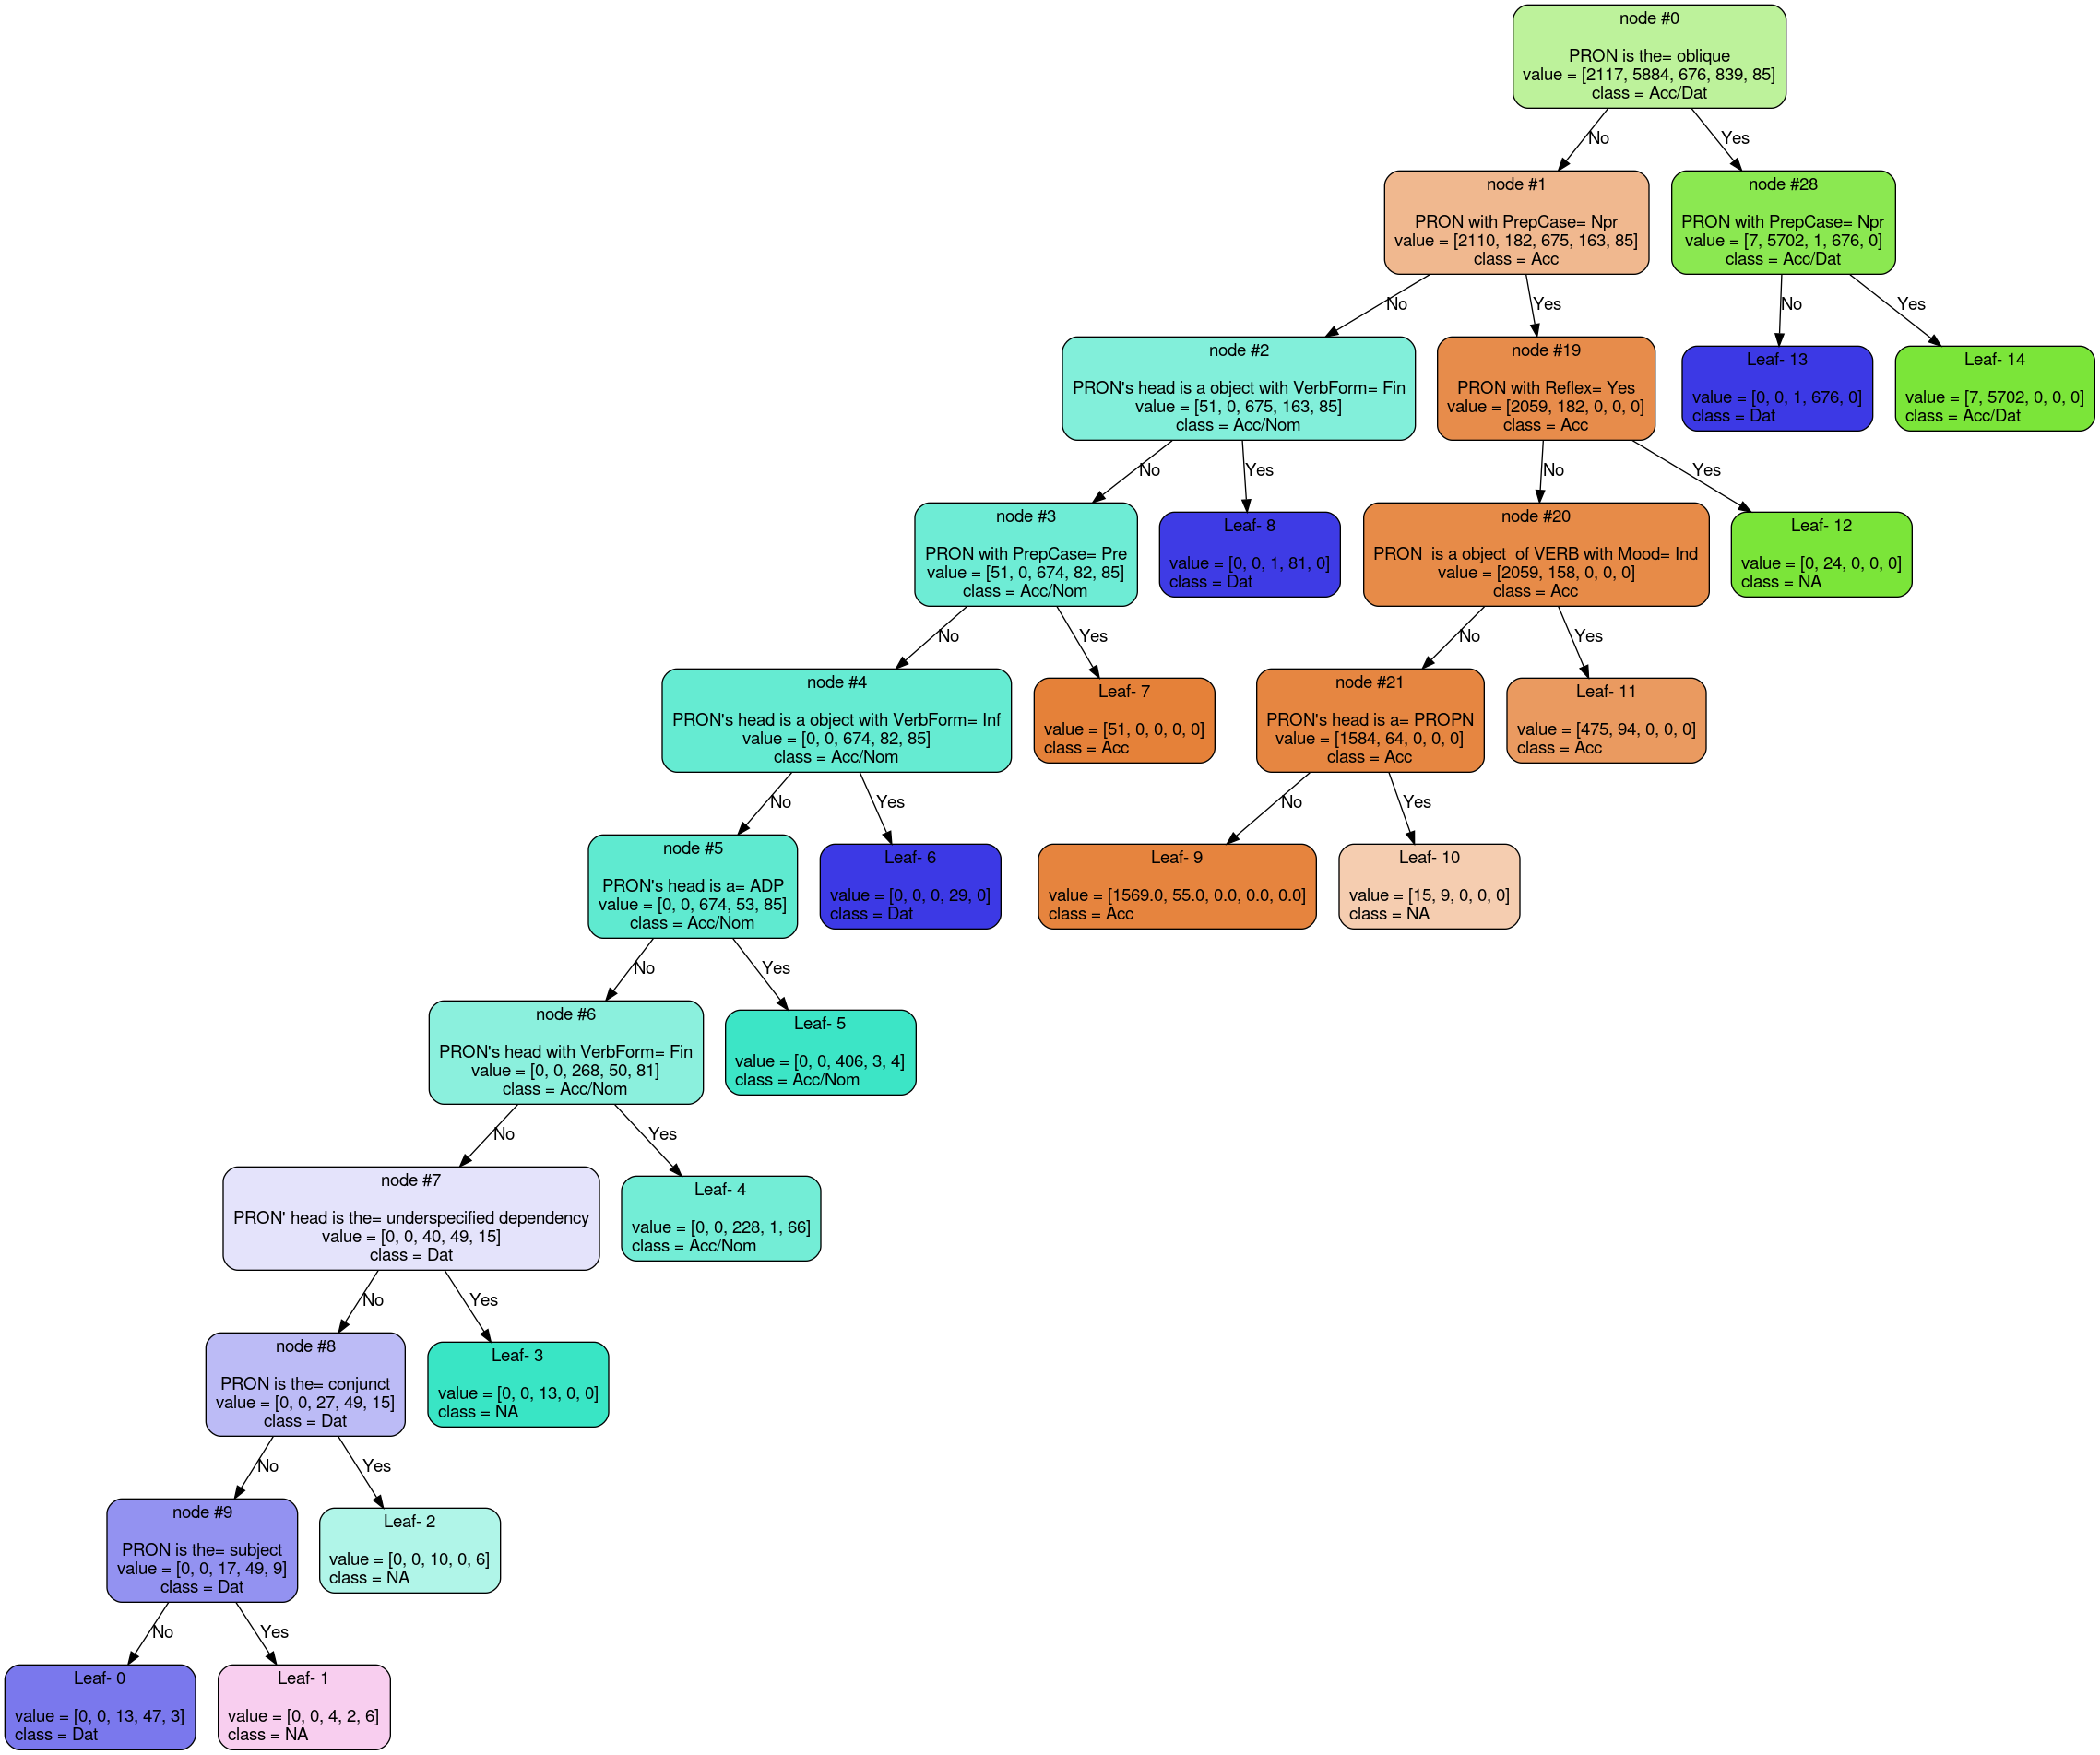 node #0
PRON is the= oblique
value = [2117, 5884, 676, 839, 85]
class = Acc/Dat
No
Yes
node #1
PRON with PrepCase= Npr
value = [2110, 182, 675, 163, 85]
class = Acc
node #28
PRON with PrepCase= Npr
value = [7, 5702, 1, 676, 0]
class = Acc/Dat
No
Yes
No
Yes
node #2
PRON's head is a object with VerbForm= Fin
value = [51, 0, 675, 163, 85]
class = Acc/Nom
node #19
PRON with Reflex= Yes
value = [2059, 182, 0, 0, 0]
class = Acc
Leaf- 13
value = [0, 0, 1, 676, 0]
class = Dat
Leaf- 14
value = [7, 5702, 0, 0, 0]
class = Acc/Dat
No
Yes
No
Yes
node #3
PRON with PrepCase= Pre
value = [51, 0, 674, 82, 85]
class = Acc/Nom
Leaf- 8
value = [0, 0, 1, 81, 0]
class = Dat
node #20
PRON  is a object  of VERB with Mood= Ind
value = [2059, 158, 0, 0, 0]
class = Acc
Leaf- 12
value = [0, 24, 0, 0, 0]
class = NA
No
Yes
No
Yes
node #4
PRON's head is a object with VerbForm= Inf
value = [0, 0, 674, 82, 85]
class = Acc/Nom
Leaf- 7
value = [51, 0, 0, 0, 0]
class = Acc
node #21
PRON's head is a= PROPN
value = [1584, 64, 0, 0, 0]
class = Acc
Leaf- 11
value = [475, 94, 0, 0, 0]
class = Acc
No
Yes
No
Yes
node #5
PRON's head is a= ADP
value = [0, 0, 674, 53, 85]
class = Acc/Nom
Leaf- 6
value = [0, 0, 0, 29, 0]
class = Dat
Leaf- 9
value = [1569.0, 55.0, 0.0, 0.0, 0.0]
class = Acc
Leaf- 10
value = [15, 9, 0, 0, 0]
class = NA
No
Yes
node #6
PRON's head with VerbForm= Fin
value = [0, 0, 268, 50, 81]
class = Acc/Nom
Leaf- 5
value = [0, 0, 406, 3, 4]
class = Acc/Nom
No
Yes
node #7
PRON' head is the= underspecified dependency
value = [0, 0, 40, 49, 15]
class = Dat
Leaf- 4
value = [0, 0, 228, 1, 66]
class = Acc/Nom
No
Yes
node #8
PRON is the= conjunct
value = [0, 0, 27, 49, 15]
class = Dat
Leaf- 3
value = [0, 0, 13, 0, 0]
class = NA
No
Yes
node #9
PRON is the= subject
value = [0, 0, 17, 49, 9]
class = Dat
Leaf- 2
value = [0, 0, 10, 0, 6]
class = NA
No
Yes
Leaf- 0
value = [0, 0, 13, 47, 3]
class = Dat
Leaf- 1
value = [0, 0, 4, 2, 6]
class = NA